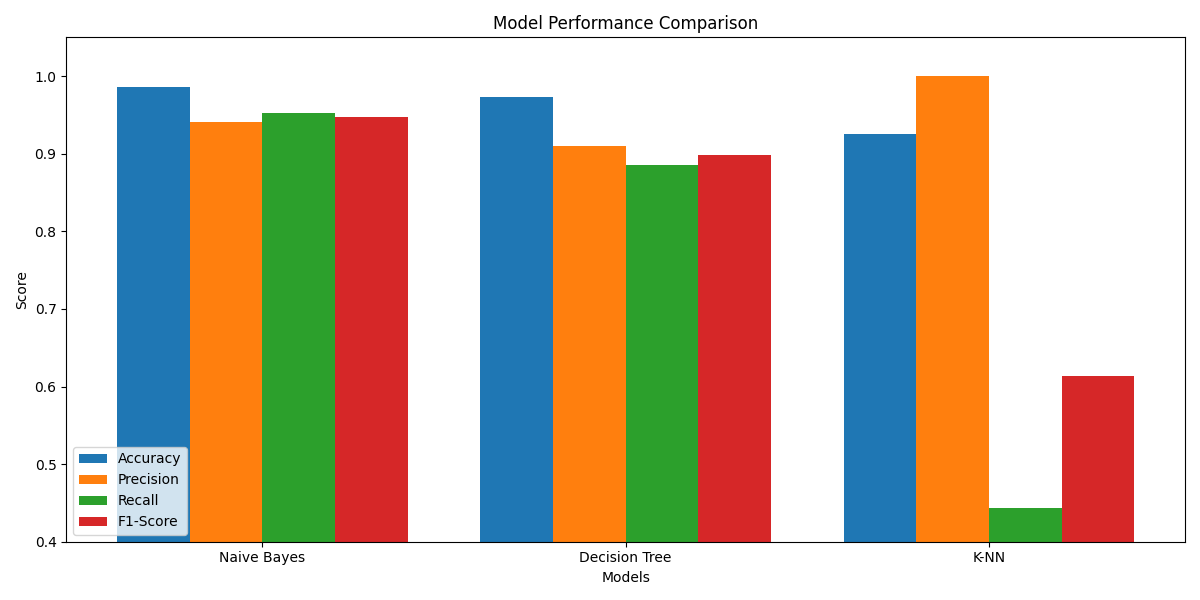 Model Performance Comparison
Score
1.0
0.9
0.8
0.7
0.6
0.5
0.4
Accuracy
Precision
Recall
F1-Score
Naive Bayes
Decision Tree
K-NN
Models